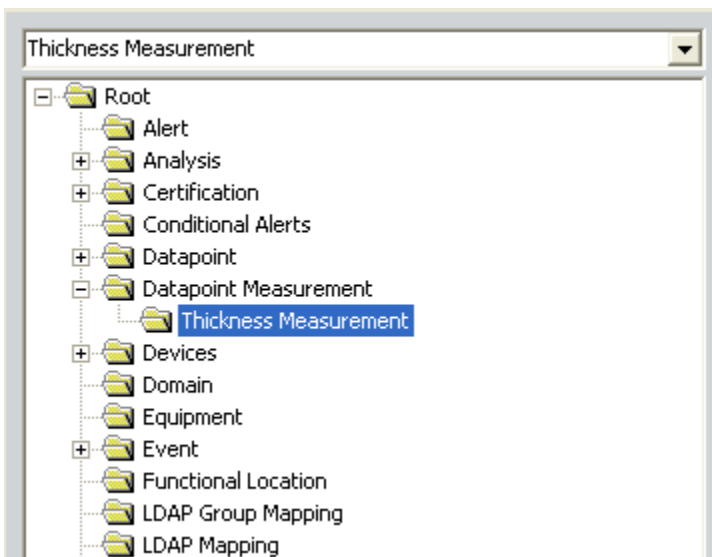 Thickness Measurement
Root
Alert
Analysis
Certification
Conditional Alerts
Datapoint
Datapoint Measurement
Thickness Measurement
Devices
Domain
Equipment
Event
Functional Location
LDAP Group Mapping
LDAP Mapping